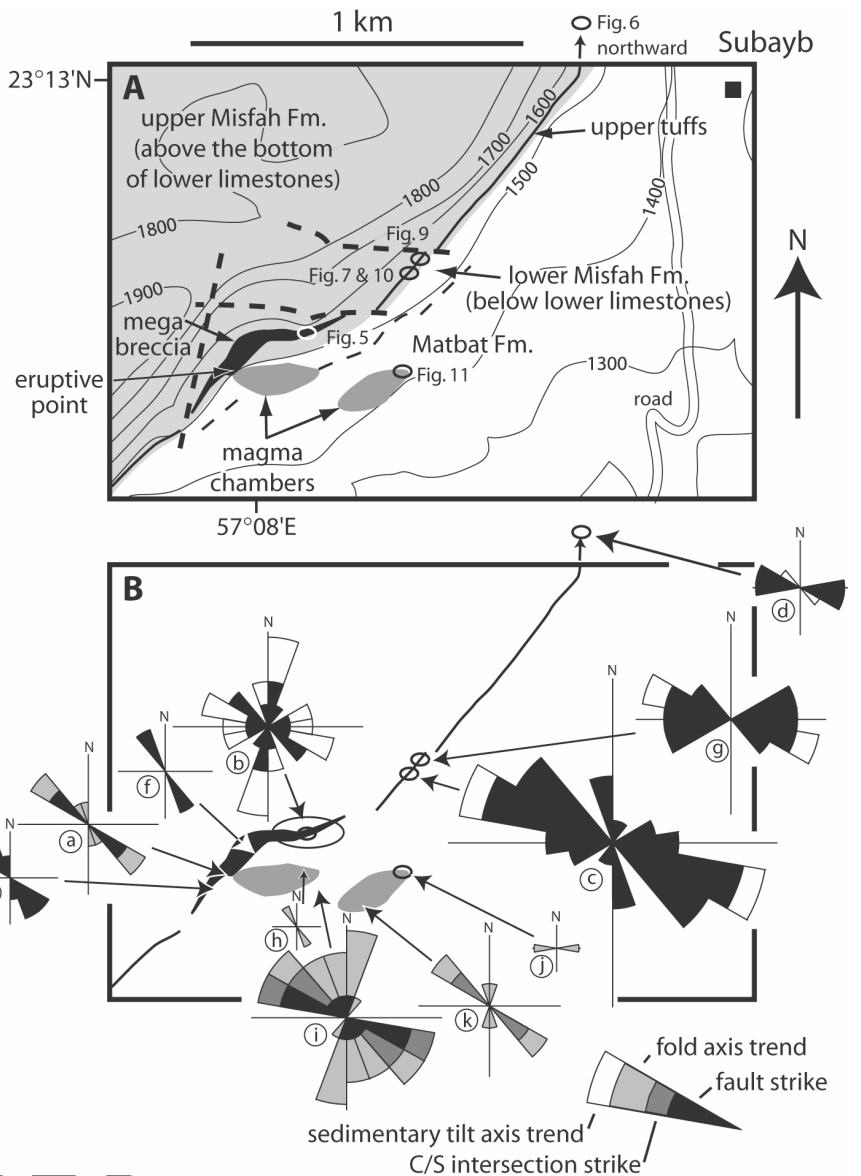 1 km
Fig. 6
northward
Subayb
23°13'N
A
upper Misfah Fm.
(above the bottom
of lower limestones)
upper tuffs
1600
1700
1500
1800
1400
1800
Fig. 9
N
Fig. 7 & 10
lower Misfah Fm.
(below lower limestones)
1900
mega
breccia
Fig. 5
Matbat Fm.
1300
eruptive
point
Fig. 11
road
magma
chambers
57°08'E
B
N
d
N
N
N
g
N
f
b
N
a
c
N
h
N
j
N
N
i
k
fold axis trend
fault strike
sedimentary tilt axis trend
C/S intersection strike